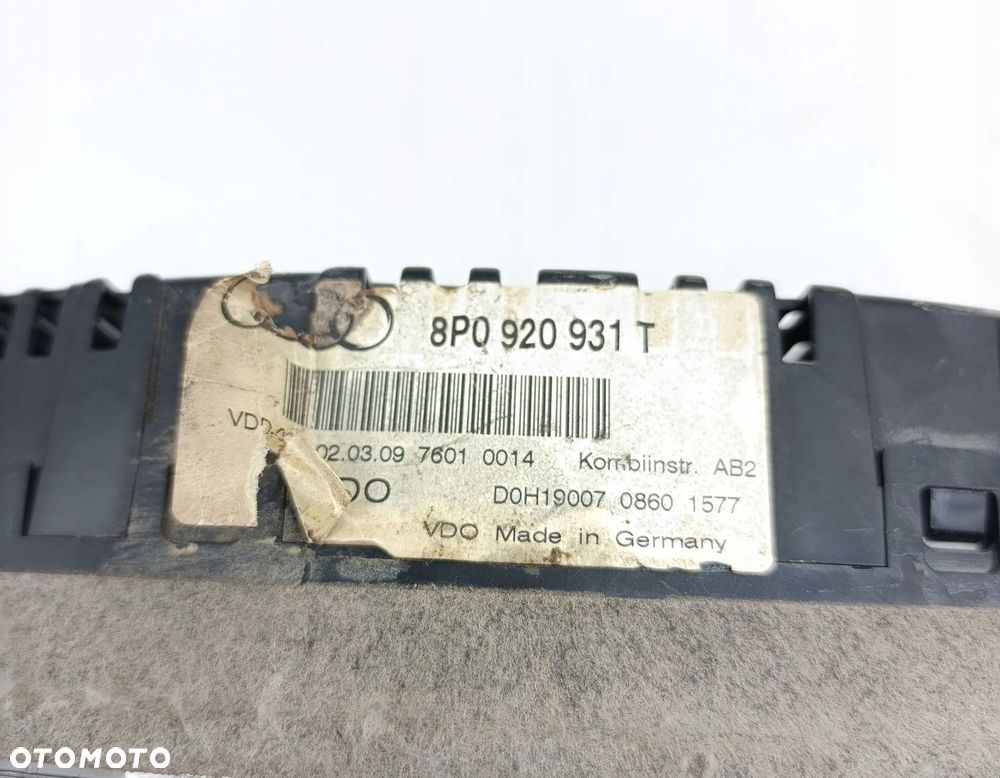 8P0 920 931 T
02.03.09 7601 0014 Kombiinstr. AB2
D0H19007 0860 1577
VDO Made in Germany
OTOMOTO